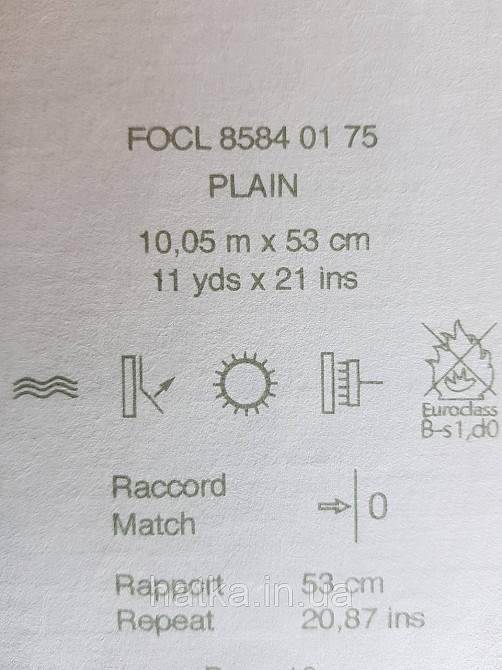 FOCL 8584 01 75
PLAIN
10,05 m x 53 cm
11 yds x 21 ins
Euroclass
B-s1,d0
Raccord
Match
0
Rapport 53 cm
Repeat 20,87 ins
hatka.in.ua